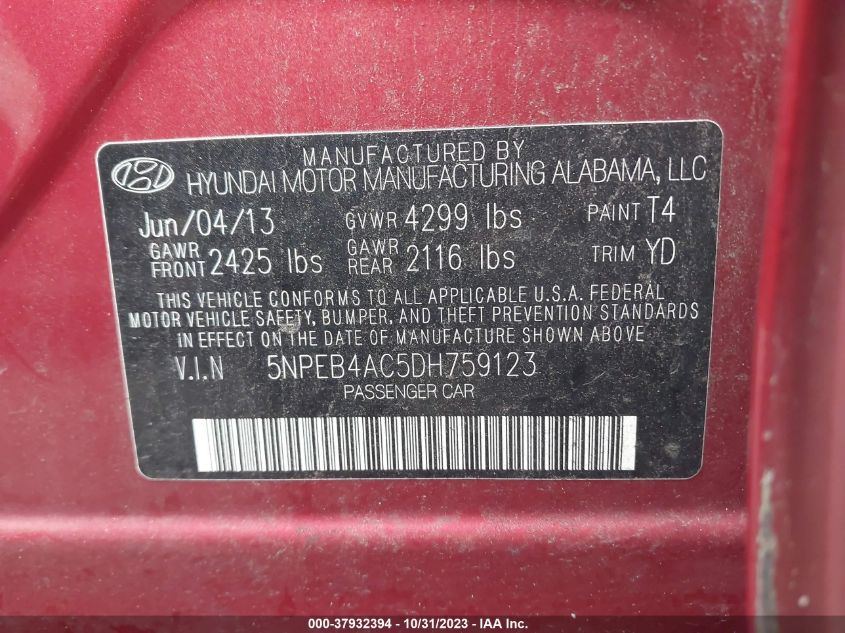 MANUFACTURED BY
HYUNDAI MOTOR MANUFACTURING ALABAMA, LLC
Jun/04/13 GVWR 4299 lbs PAINT T4
GAWR FRONT 2425 lbs GAWR REAR 2116 lbs TRIM YD
THIS VEHICLE CONFORMS TO ALL APPLICABLE U.S.A. FEDERAL
MOTOR VEHICLE SAFETY, BUMPER, AND THEFT PREVENTION STANDARDS
IN EFFECT ON THE DATE OF MANUFACTURE SHOWN ABOVE
V.I.N 5NPEB4AC5DH759123
PASSENGER CAR
000-37932394 - 10/31/2023 - IAA Inc.